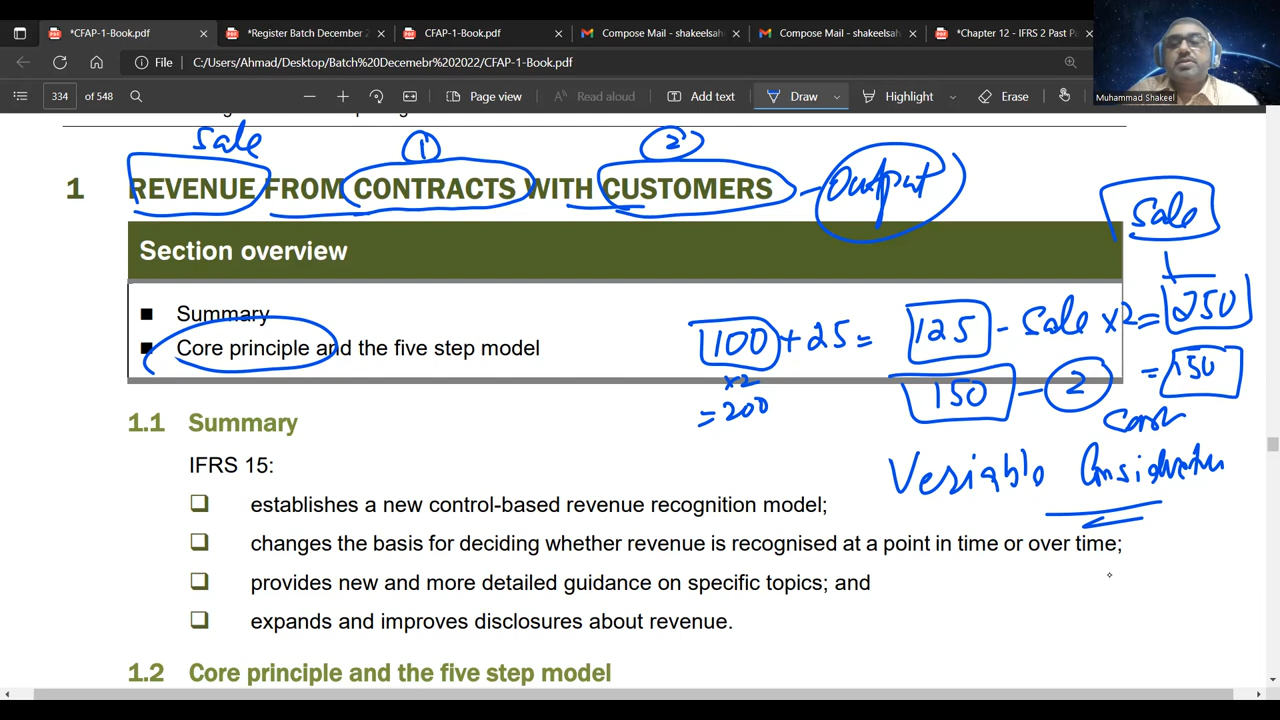 *CFAP-1-Book.pdf
*Register Batch December 2
CFAP-1-Book.pdf
Compose Mail - shakeelsah
Compose Mail - shakeelsah
*Chapter 12 - IFRS 2 Past Pa
File
C:/Users/Ahmad/Desktop/Batch%20Decemebr%202022/CFAP-1-Book.pdf
334 of 548
Page view
Read aloud
Add text
Draw
Highlight
Erase
Muhammad Shakeel
Sale 1 2
1 REVENUE FROM CONTRACTS WITH CUSTOMERS - Output
Sale
Section overview
Summary
Core principle and the five step model
100 + 25 = 125 - Sale x2 = 250
x2
= 200
150 - 2 = 150
Variable Consideration
1.1 Summary
IFRS 15:
establishes a new control-based revenue recognition model;
changes the basis for deciding whether revenue is recognised at a point in time or over time;
provides new and more detailed guidance on specific topics; and
expands and improves disclosures about revenue.
1.2 Core principle and the five step model